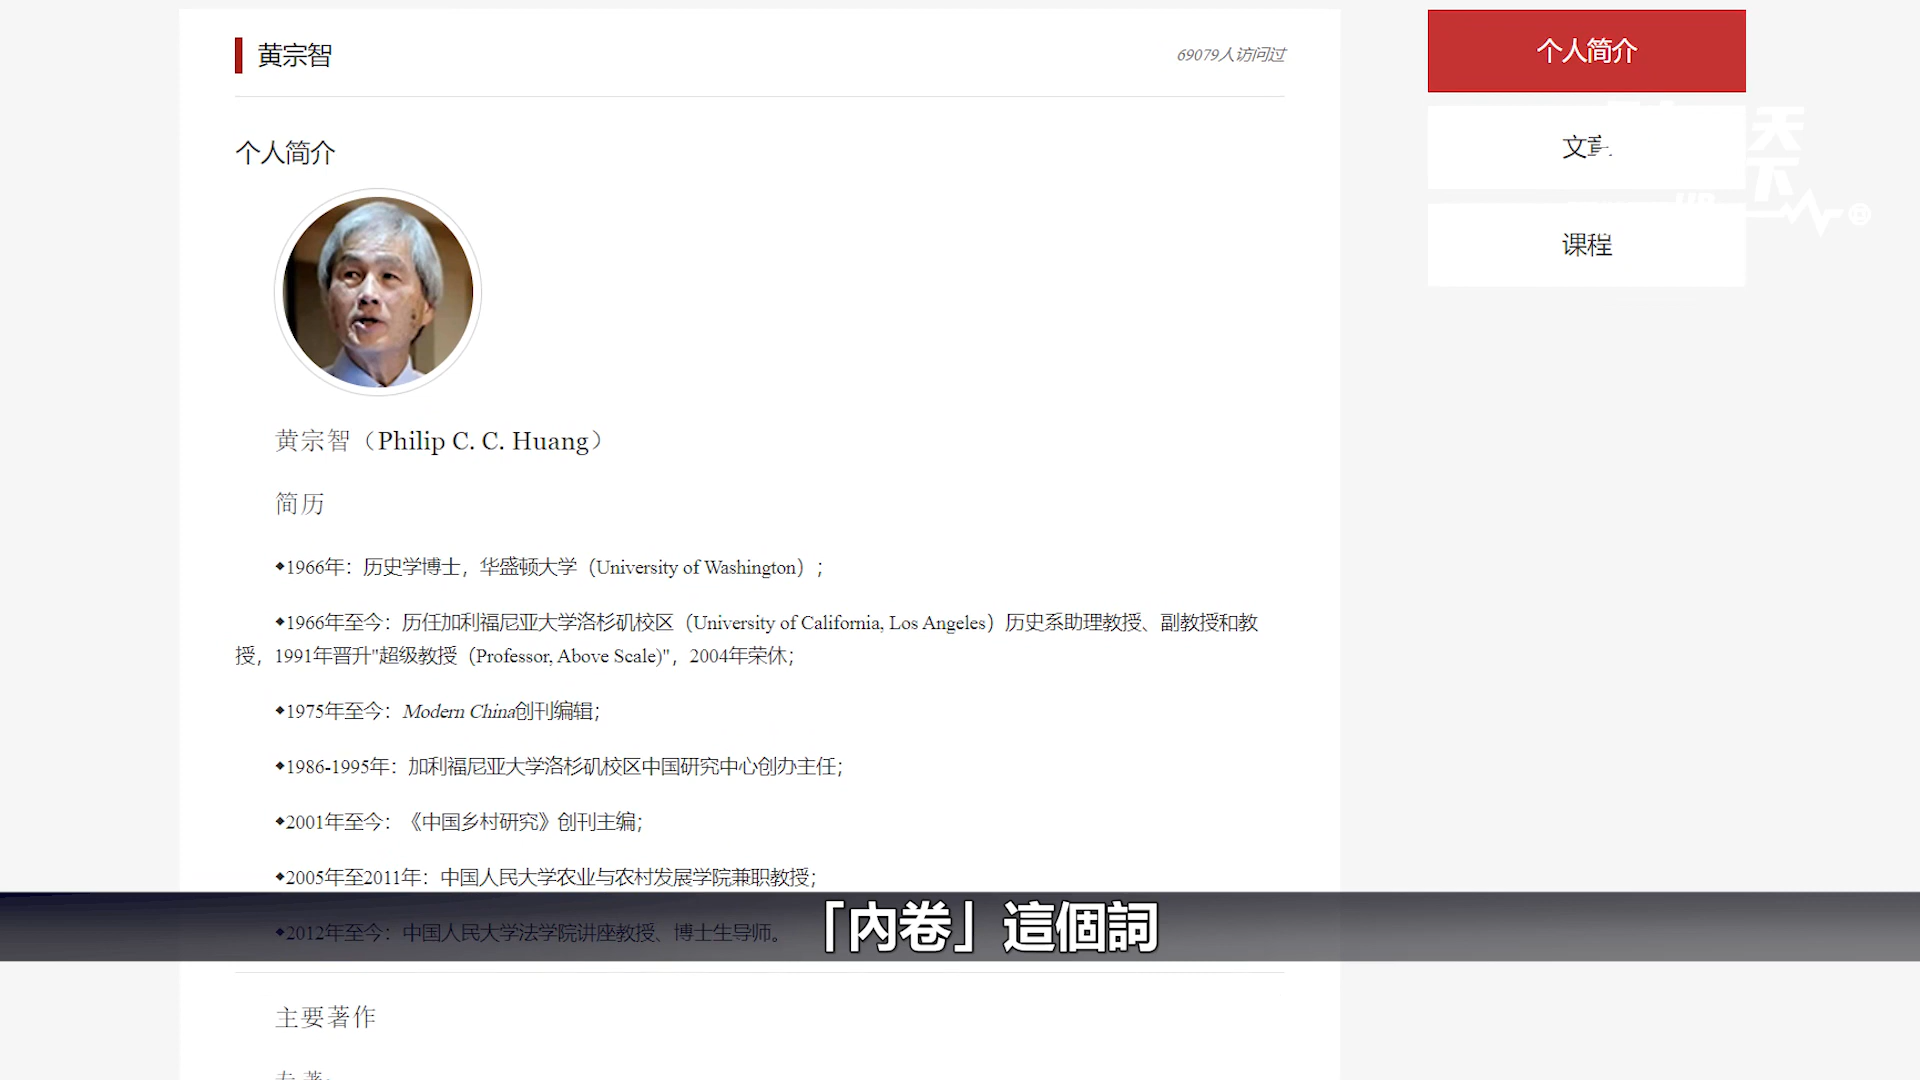 黄宗智
69079人访问过
个人简介
个人简介
文章
天下
课程
黄宗智（Philip C. C. Huang）
简历
◆1966年：历史学博士，华盛顿大学（University of Washington）；
◆1966年至今：历任加利福尼亚大学洛杉矶校区（University of California, Los Angeles）历史系助理教授、副教授和教
授，1991年晋升"超级教授（Professor, Above Scale)"，2004年荣休；
◆1975年至今：Modern China创刊编辑；
◆1986-1995年：加利福尼亚大学洛杉矶校区中国研究中心创办主任；
◆2001年至今：《中国乡村研究》创刊主编；
◆2005年至2011年：中国人民大学农业与农村发展学院兼职教授；
◆2012年至今：中国人民大学法学院讲座教授、博士生导师。
「內卷」這個詞
主要著作